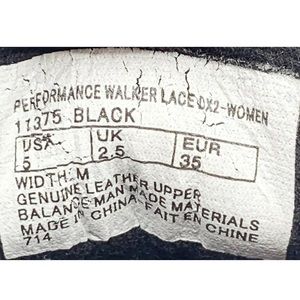 PERFORMANCE WALKER LACE DX2-WOMEN
11375 BLACK
USA UK EUR
5 2.5 35
WIDTH:M
GENUINE LEATHER UPPER
BALANCE MAN MADE MATERIALS
MADE IN CHINA/FAIT EN CHINE
714